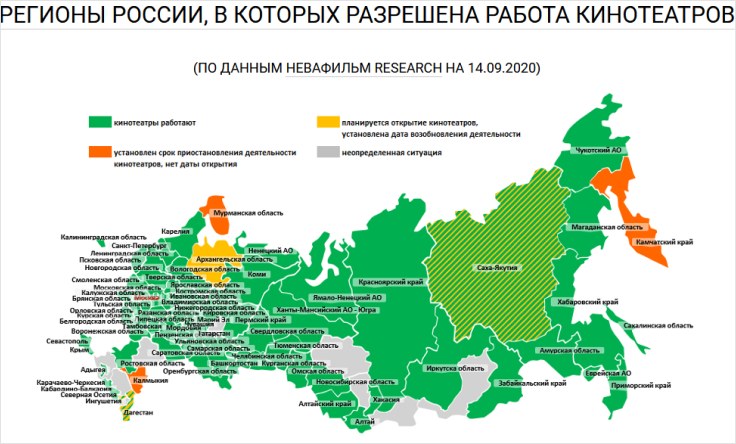 РЕГИОНЫ РОССИИ, В КОТОРЫХ РАЗРЕШЕНА РАБОТА КИНОТЕАТРОВ
(ПО ДАННЫМ НЕВАФИЛЬМ RESEARCH НА 14.09.2020)
кинотеатры работают
планируется открытие кинотеатров,
установлена дата возобновления деятельности
установлен срок приостановления деятельности
кинотеатров, нет даты открытия
неопределенная ситуация
Чукотский АО
Мурманская область
Магаданская область
Камчатский край
Карелия
Калининградская область
Санкт-Петербург
Ненецкий АО
Ленинградская область
Архангельская область
Псковская область
Новгородская область
Вологодская область
Саха-Якутия
Коми
Тверская область
Смоленская область
Ярославская область
Красноярский край
Московская область
Костромская область
Калужская область
Ивановская область
Брянская область
Москва
Ямало-Ненецкий АО
Владимирская область
Тульская область
Хабаровский край
Нижегородская область
Орловская область
Рязанская область
Кировская область
Ханты-Мансийский АО - Югра
Курская область
Липецкая область
Марий Эл
Пермский край
Белгородская область
Чувашия
Тамбовская
Мордовия
Сахалинская область
Воронежская область
Пензенская
Татарстан
Свердловская область
Севастополь
Ульяновская область
Тюменская область
Крым
Самарская область
Амурская область
Саратовская область
Челябинская область
Ростовская область
Башкортостан
Курганская область
Иркутска область
Адыгея
Оренбургская область
Омская область
Еврейская АО
Карачаево-Черкесия
Калмыкия
Новосибирская область
Забайкальский край
Приморский край
Кабардино-Балкария
Северная Осетия
Хакасия
Ингушетия
Алтайский край
Дагестан
Алтай